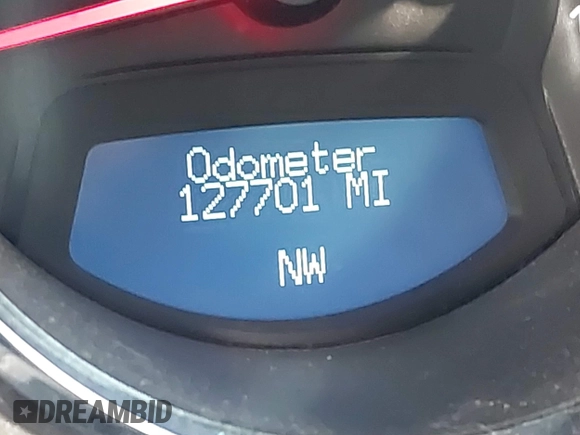 Odometer
127701 MI
NW
DREAMBID